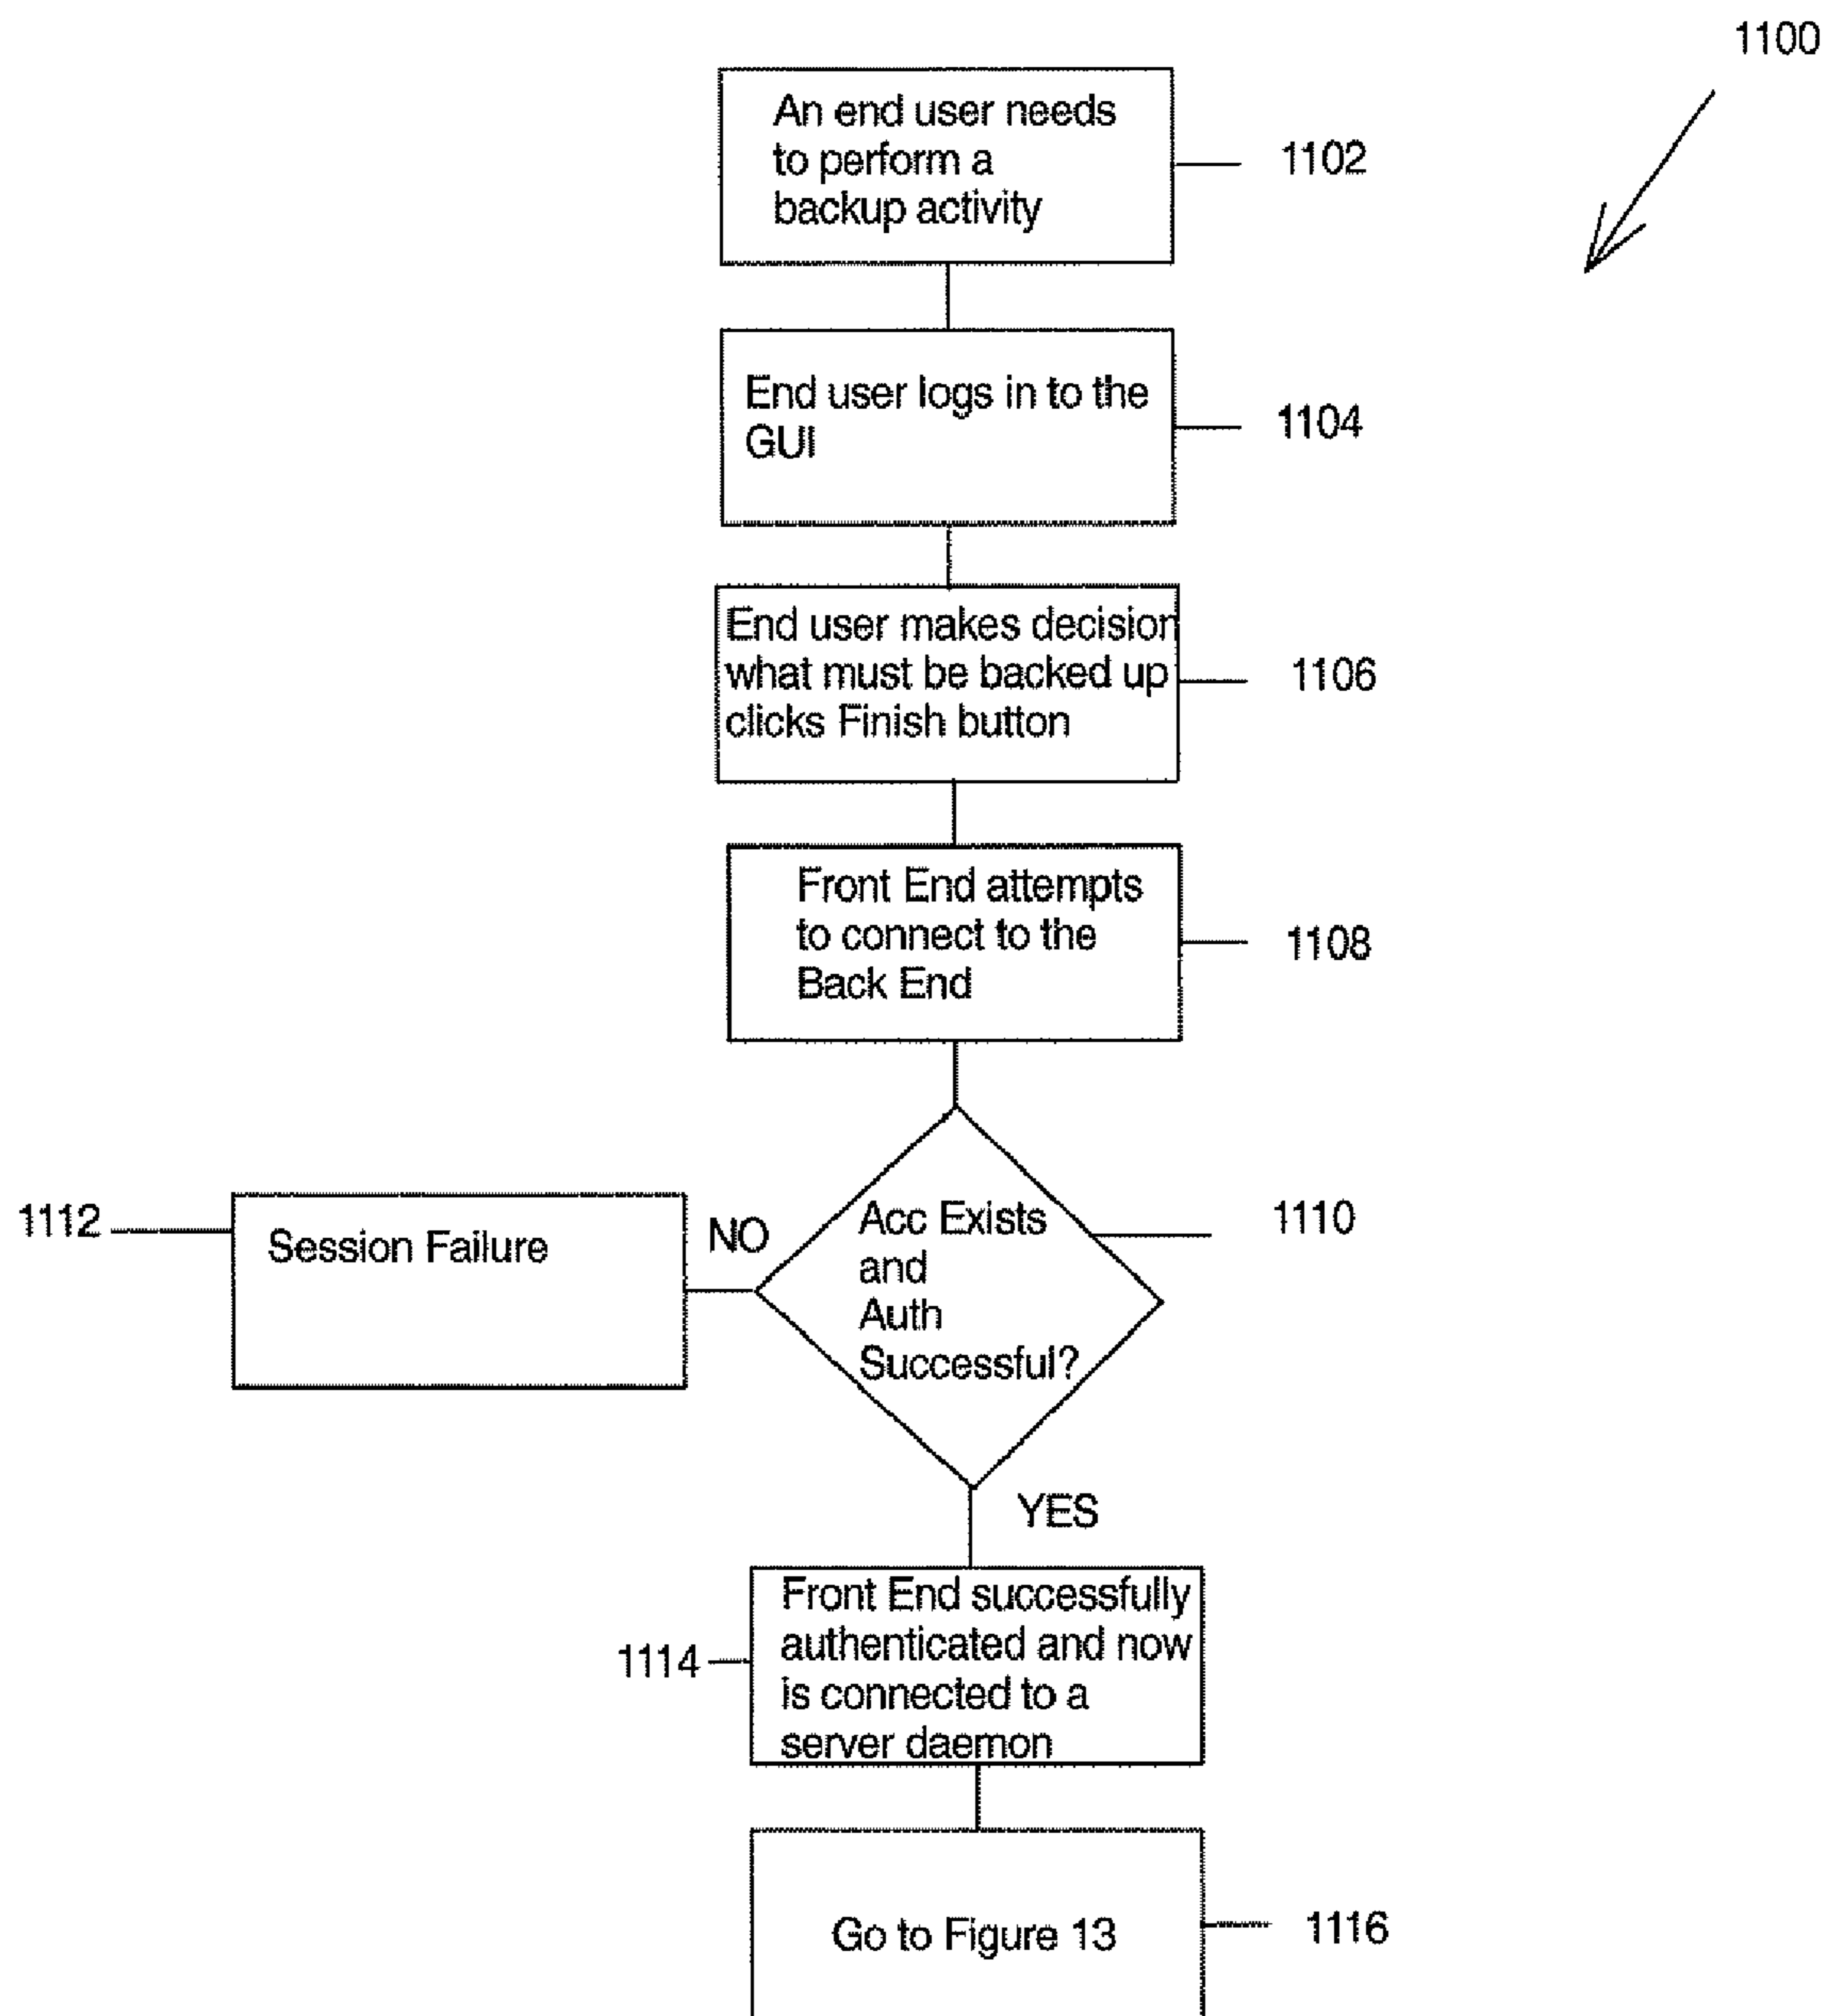 1100
An end user needs
to perform a
backup activity
1102
End user logs in to the
GUI
1104
End user makes decision
what must be backed up
clicks Finish button
1106
Front End attempts
to connect to the
Back End
1108
1112
Session Failure
NO
Acc Exists
and
Auth
Successful?
1110
YES
1114
Front End successfully
authenticated and now
is connected to a
server daemon
Go to Figure 13
1116